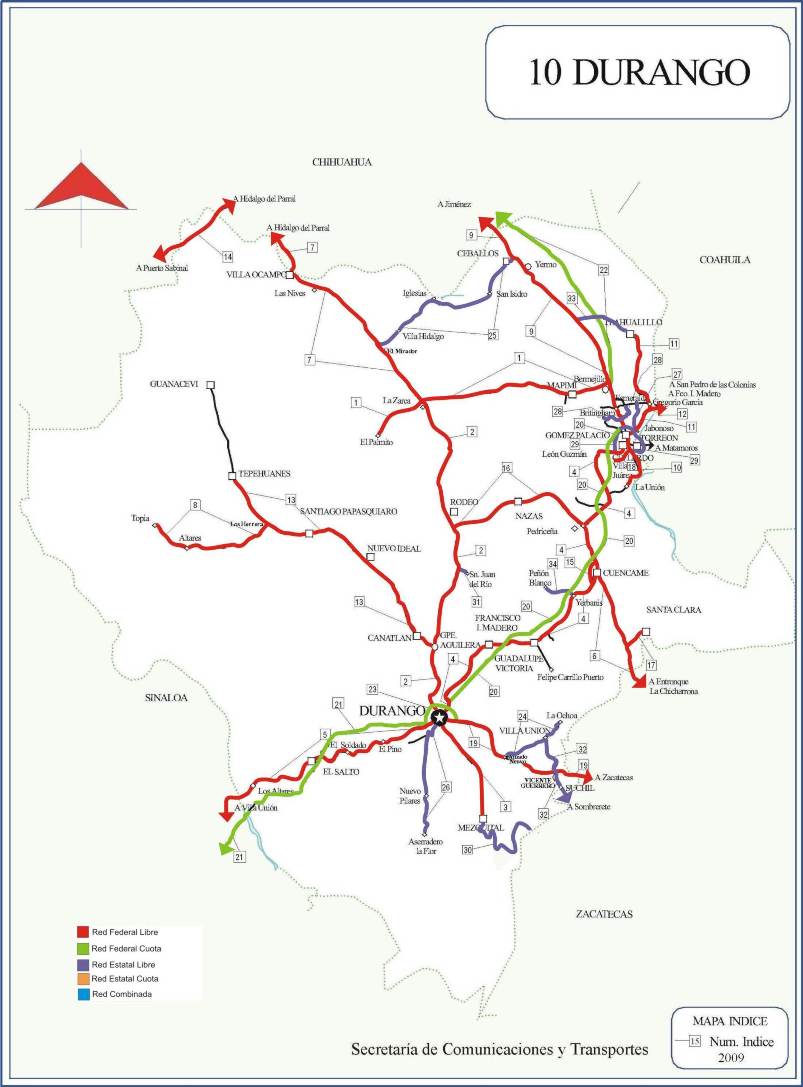 10 DURANGO
CHIHUAHUA
A Hidalgo del Parral
A Jiménez
A Hidalgo del Parral
9
7
14
CEBALLOS
COAHUILA
A Puerto Sabinal
VILLA OCAMPO
Yermo
22
Las Nives
Iglesias
San Isidro
33
Villa Hidalgo
25
9
TLAHUALILLO
El Mirador
11
7
1
28
Bermejillo
27
GUANACEVI
MAPIMI
A San Pedro de las Colonias
A Fco. I. Madero
1
La Zarca
Esmeralda
Gregorio García
28
Brittingham
12
20
11
El Palmito
2
Jabonoso
GOMEZ PALACIO
TORREON
29
A Matamoros
León Guzmán
LERDO
29
16
4
Villa Juárez
18
10
TEPEHUANES
13
20
La Unión
8
SANTIAGO PAPASQUIARO
RODEO
4
Topia
Los Herrera
NAZAS
Pedriceña
20
Altares
NUEVO IDEAL
2
4
34
15
Sn. Juan
del Río
Peñón
Blanco
CUENCAME
13
31
20
Yerbanis
SANTA CLARA
FRANCISCO
I. MADERO
4
CANATLAN
GPE.
AGUILERA
6
17
4
GUADALUPE
VICTORIA
2
Felipe Carrillo Puerto
A Entronque
La Chicharrona
23
20
SINALOA
21
DURANGO
24
La Ochoa
5
VILLA UNION
19
32
El Soldado
El Pino
Amado
Nervo
19
EL SALTO
A Zacatecas
VICENTE
GUERRERO
Nuevo
Pilares
26
Los Altares
SUCHIL
3
A Villa Unión
32
A Sombrerete
MEZQUITAL
Aserradero
la Flor
30
21
ZACATECAS
Red Federal Libre
Red Federal Cuota
Red Estatal Libre
Red Estatal Cuota
Red Combinada
MAPA INDICE
15 Num. Indice
2009
Secretaría de Comunicaciones y Transportes